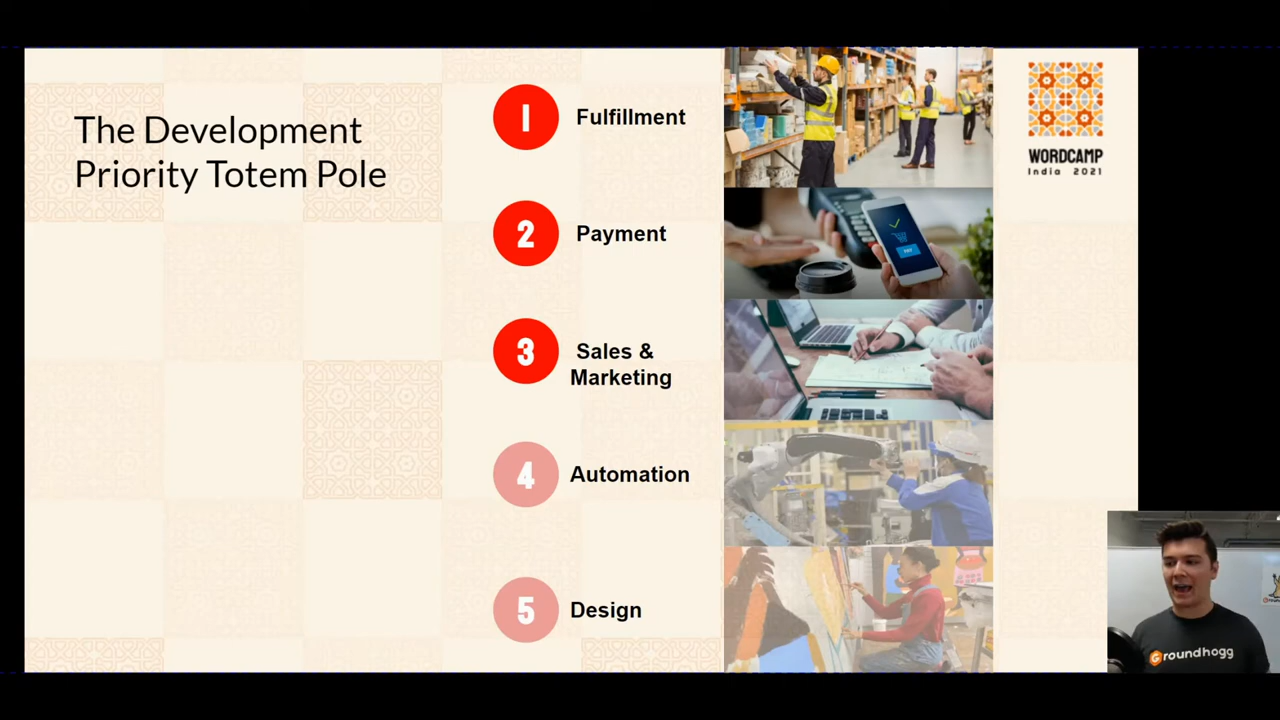 The Development
Priority Totem Pole
1 Fulfillment
2 Payment
3 Sales &
Marketing
4 Automation
5 Design
PAY
WORDCAMP
India 2021
Groundhogg